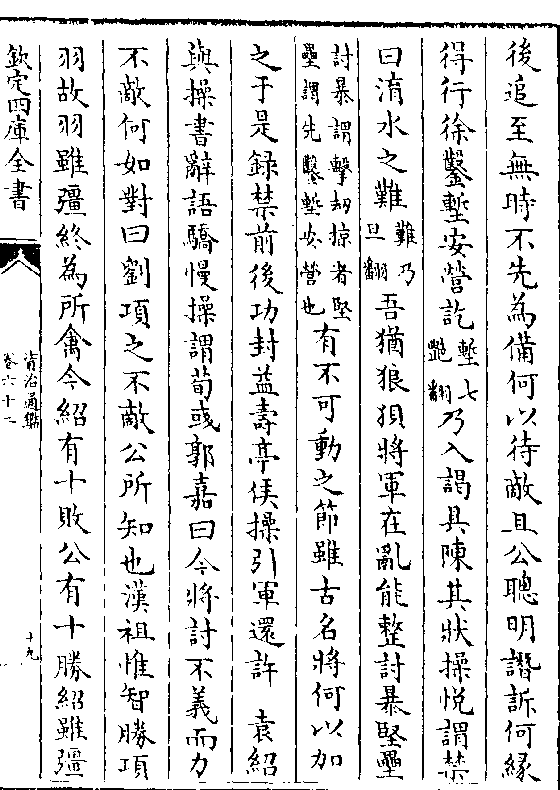 後追至無時不先為備何以待敵且公聰明譖訴何緣
得行徐鑿塹安營訖塹七艷翻乃入謁具陳其狀操悅謂禁
曰淯水之難難乃旦翻吾猶狼狽將軍在亂能整討暴堅壘
討暴謂擊刼掠者堅壘謂先鑿塹安營也有不可動之節雖古名將何以加
之于是錄禁前後功封益壽亭侯操引軍還許 袁紹
與操書辭語驕慢操謂荀彧郭嘉曰今將討不義而力
不敵何如對曰劉項之不敵公所知也漢祖惟智勝項
羽故羽雖彊終為所禽今紹有十敗公有十勝紹雖彊
欽定四庫全書
資治通鑑
卷六十二
十九